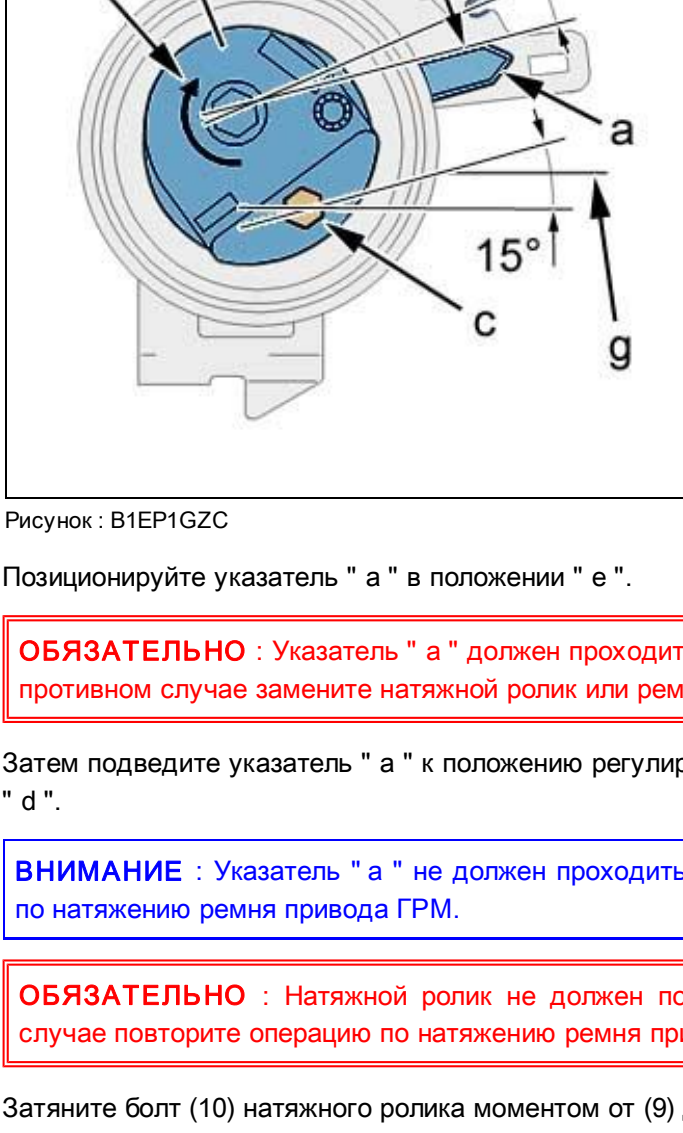 a
15°
c
g
Рисунок : B1EP1GZC
Позиционируйте указатель " a " в положении " e ".
ОБЯЗАТЕЛЬНО : Указатель " a " должен проходит
противном случае замените натяжной ролик или рем
Затем подведите указатель " a " к положению регулир
" d ".
ВНИМАНИЕ : Указатель " a " не должен проходить
по натяжению ремня привода ГРМ.
ОБЯЗАТЕЛЬНО : Натяжной ролик не должен по
случае повторите операцию по натяжению ремня при
Затяните болт (10) натяжного ролика моментом от (9)